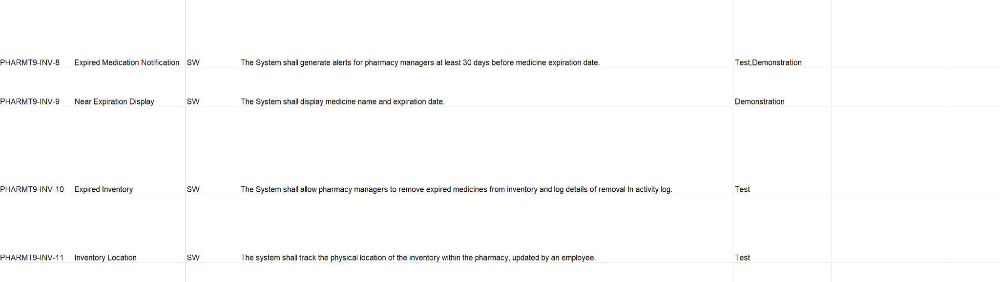 PHARMT9-INV-8 Expired Medication Notification SW The System shall generate alerts for pharmacy managers at least 30 days before medicine expiration date. Test,Demonstration
PHARMT9-INV-9 Near Expiration Display SW The System shall display medicine name and expiration date. Demonstration
PHARMT9-INV-10 Expired Inventory SW The System shall allow pharmacy managers to remove expired medicines from inventory and log details of removal In activity log. Test
PHARMT9-INV-11 Inventory Location SW The system shall track the physical location of the inventory within the pharmacy, updated by an employee. Test